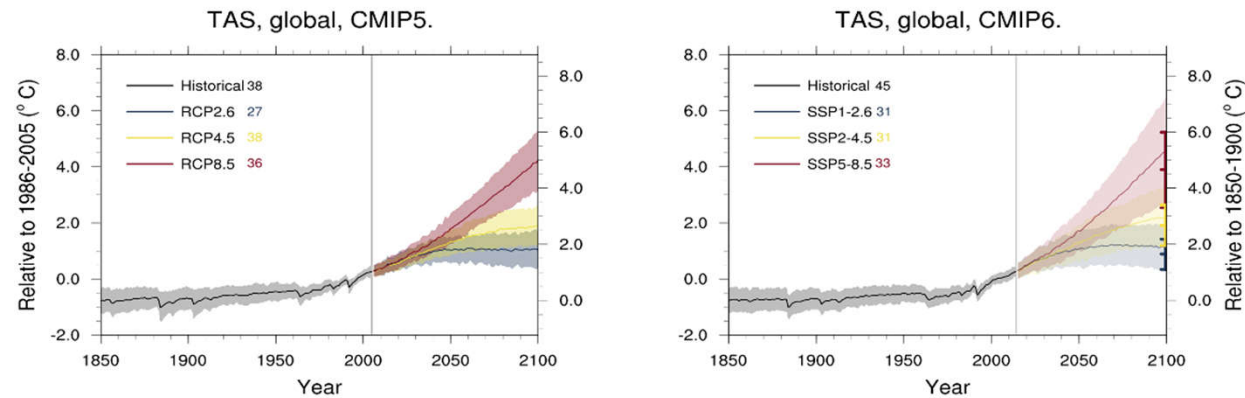 TAS, global, CMIP5.
Relative to 1986-2005 (° C)
8.0
6.0
4.0
2.0
0.0
-2.0
Historical 38
RCP2.6 27
RCP4.5 38
RCP8.5 36
8.0
6.0
4.0
2.0
0.0
1850 1900 1950 2000 2050 2100
Year
TAS, global, CMIP6.
8.0
6.0
4.0
2.0
0.0
-2.0
Historical 45
SSP1-2.6 31
SSP2-4.5 31
SSP5-8.5 33
8.0
6.0
4.0
2.0
0.0
Relative to 1850-1900 (° C)
1850 1900 1950 2000 2050 2100
Year